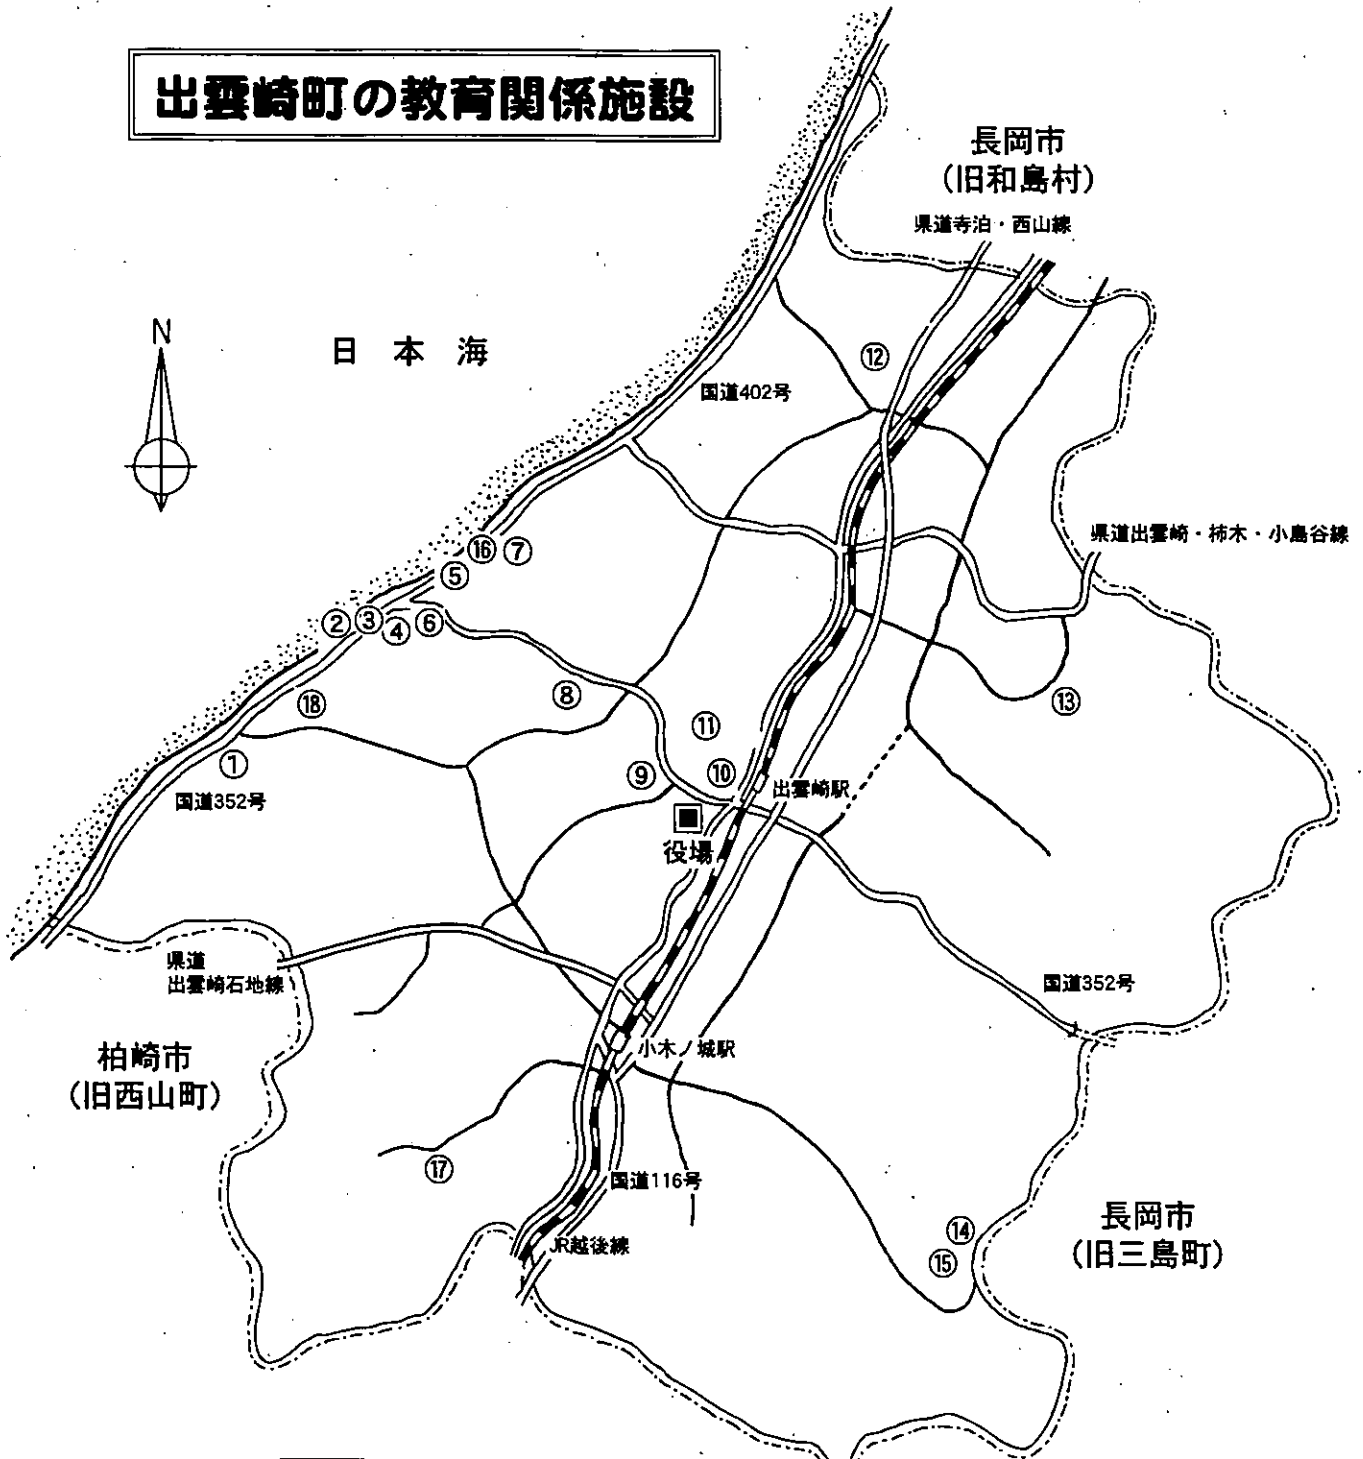 出雲崎町の教育関係施設
長岡市
(旧和島村)
県道寺泊・西山線
N
日本海
⑫
国道402号
県道出雲崎・柿木・小島谷線
⑯
⑦
⑤
②
③
④
⑥
⑧
⑬
⑱
⑪
①
⑨
⑩
出雲崎駅
国道352号
役場
県道
出雲崎石地線
国道352号
柏崎市
(旧西山町)
小木ノ城駅
⑰
国道116号
長岡市
(旧三島町)
⑭
⑮
JR越後線